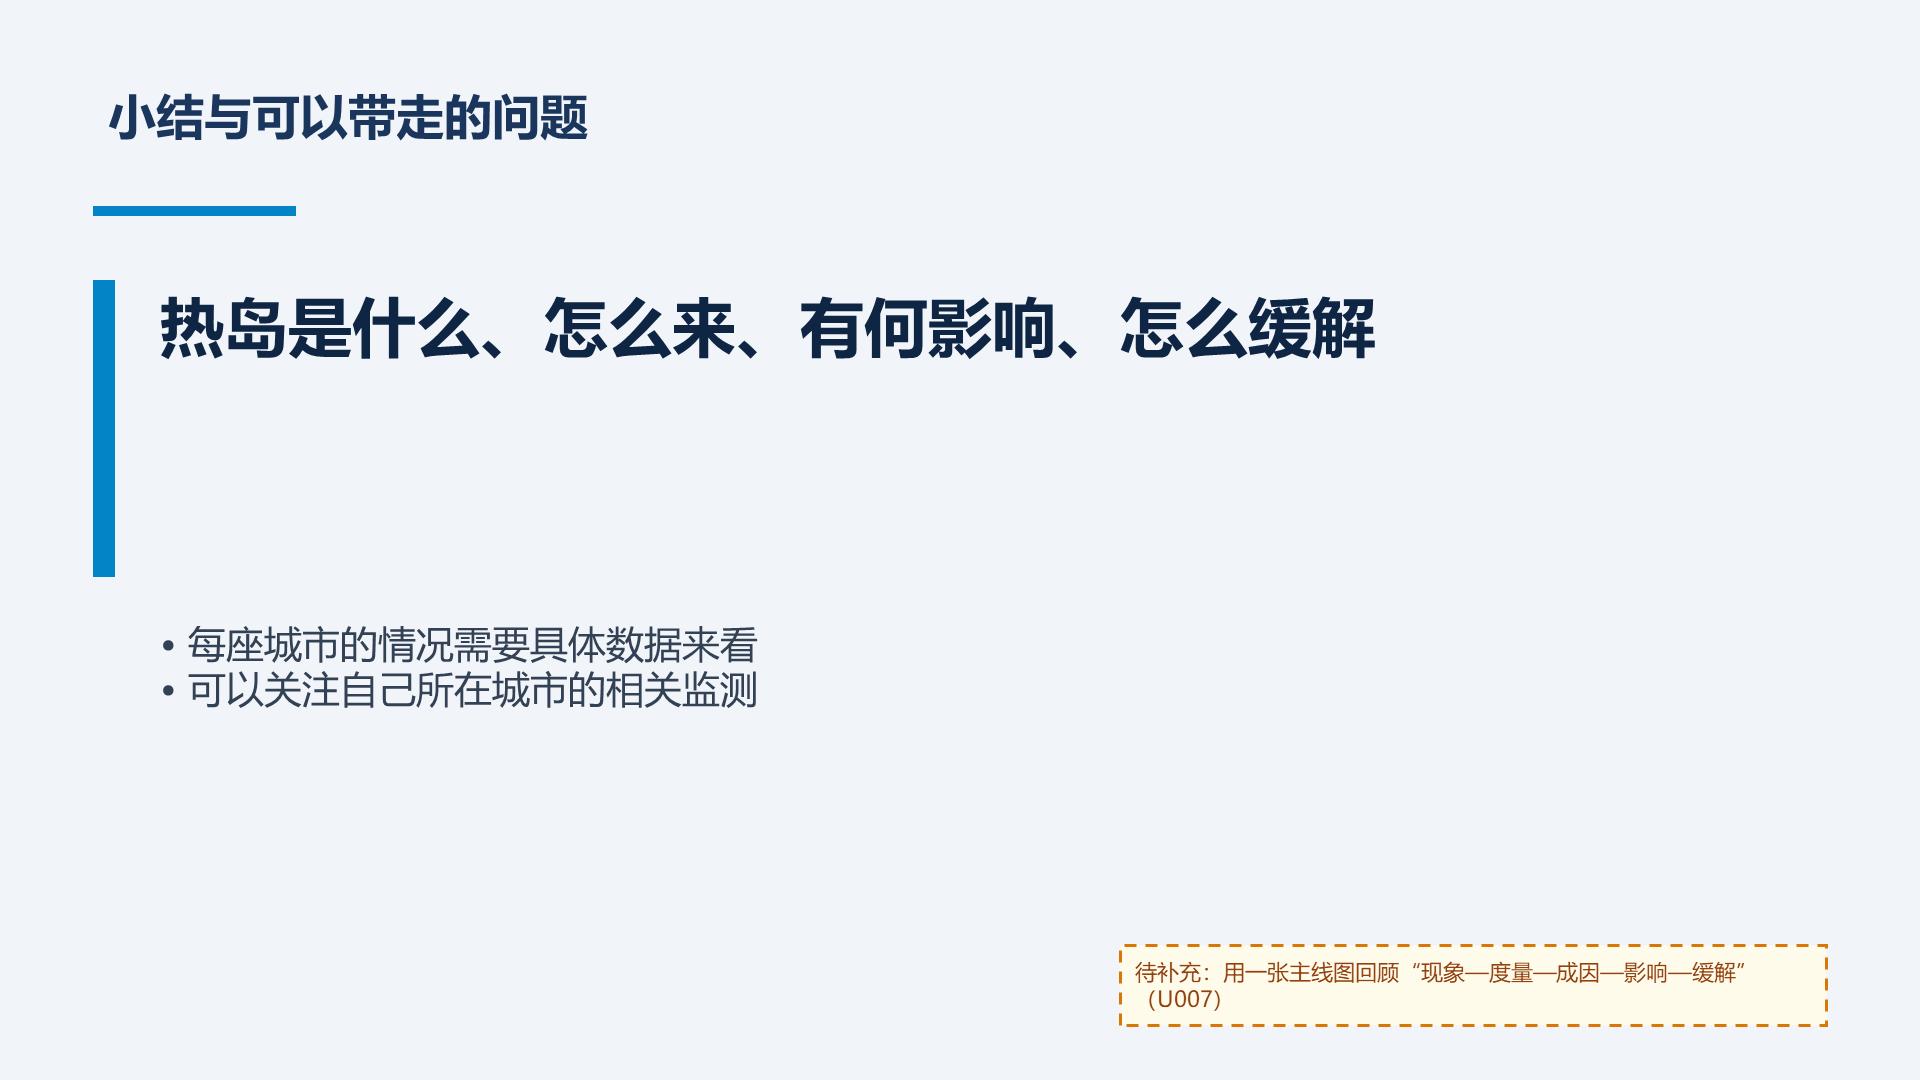 小结与可以带走的问题
热岛是什么、怎么来、有何影响、怎么缓解
• 每座城市的情况需要具体数据来看
• 可以关注自己所在城市的相关监测
待补充：用一张主线图回顾“现象—度量—成因—影响—缓解”
（U007）